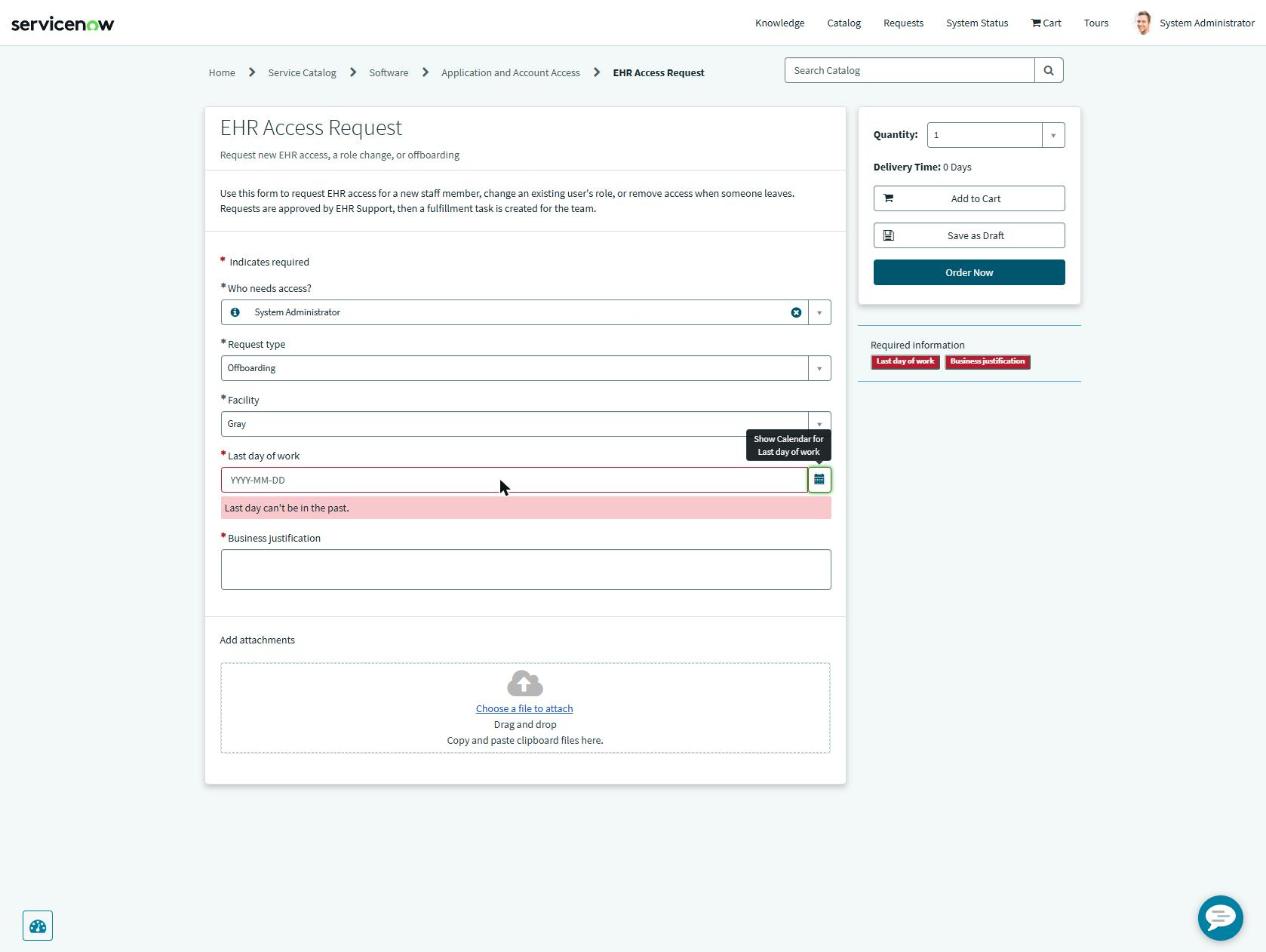 servicenow
Knowledge Catalog Requests System Status Cart Tours System Administrator
Home Service Catalog Software Application and Account Access EHR Access Request
Search Catalog
EHR Access Request
Request new EHR access, a role change, or offboarding
Use this form to request EHR access for a new staff member, change an existing user's role, or remove access when someone leaves.
Requests are approved by EHR Support, then a fulfillment task is created for the team.
* Indicates required
* Who needs access?
System Administrator
* Request type
Offboarding
* Facility
Gray
Show Calendar for
Last day of work
* Last day of work
YYYY-MM-DD
Last day can't be in the past.
* Business justification
Add attachments
Choose a file to attach
Drag and drop
Copy and paste clipboard files here.
Quantity: 1
Delivery Time: 0 Days
Add to Cart
Save as Draft
Order Now
Required information
Last day of work Business justification